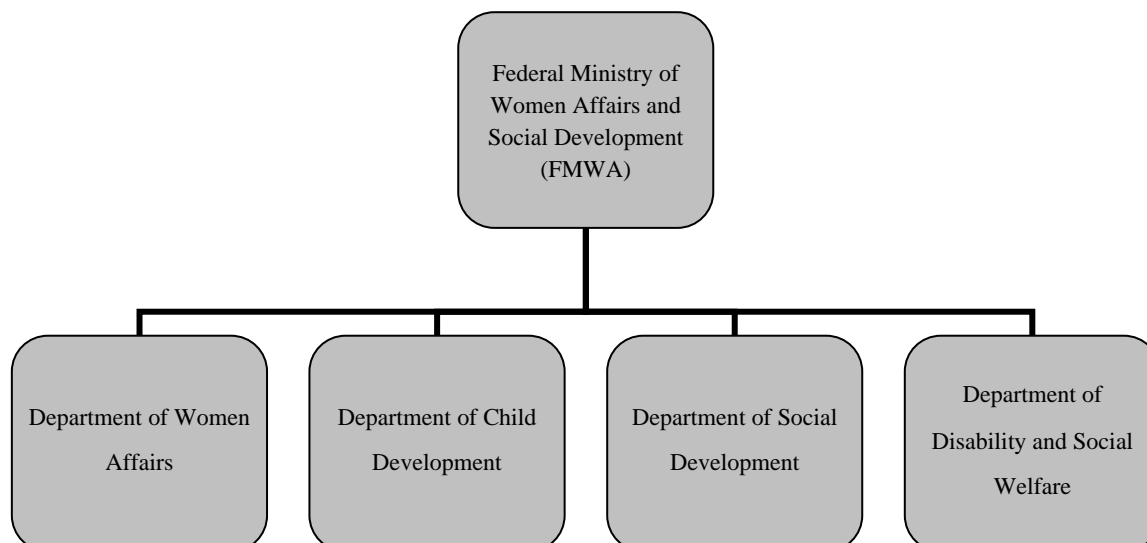 Federal Ministry of
Women Affairs and
Social Development
(FMWA)
Department of Women
Affairs
Department of Child
Development
Department of Social
Development
Department of
Disability and Social
Welfare